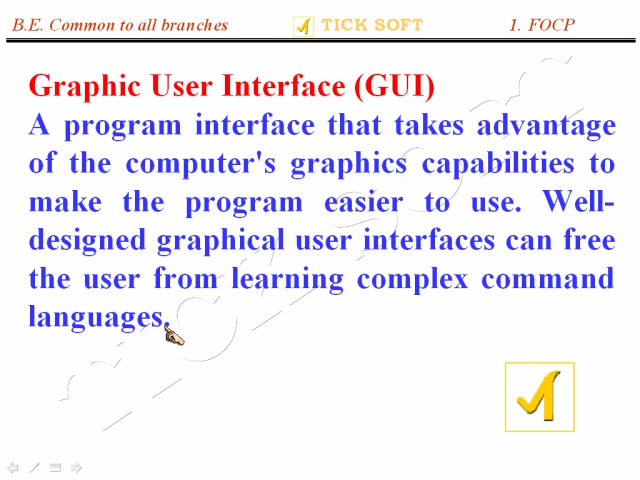 B.E. Common to all branches TICK SOFT 1. FOCP
Graphic User Interface (GUI)
A program interface that takes advantage
of the computer's graphics capabilities to
make the program easier to use. Well-
designed graphical user interfaces can free
the user from learning complex command
languages.